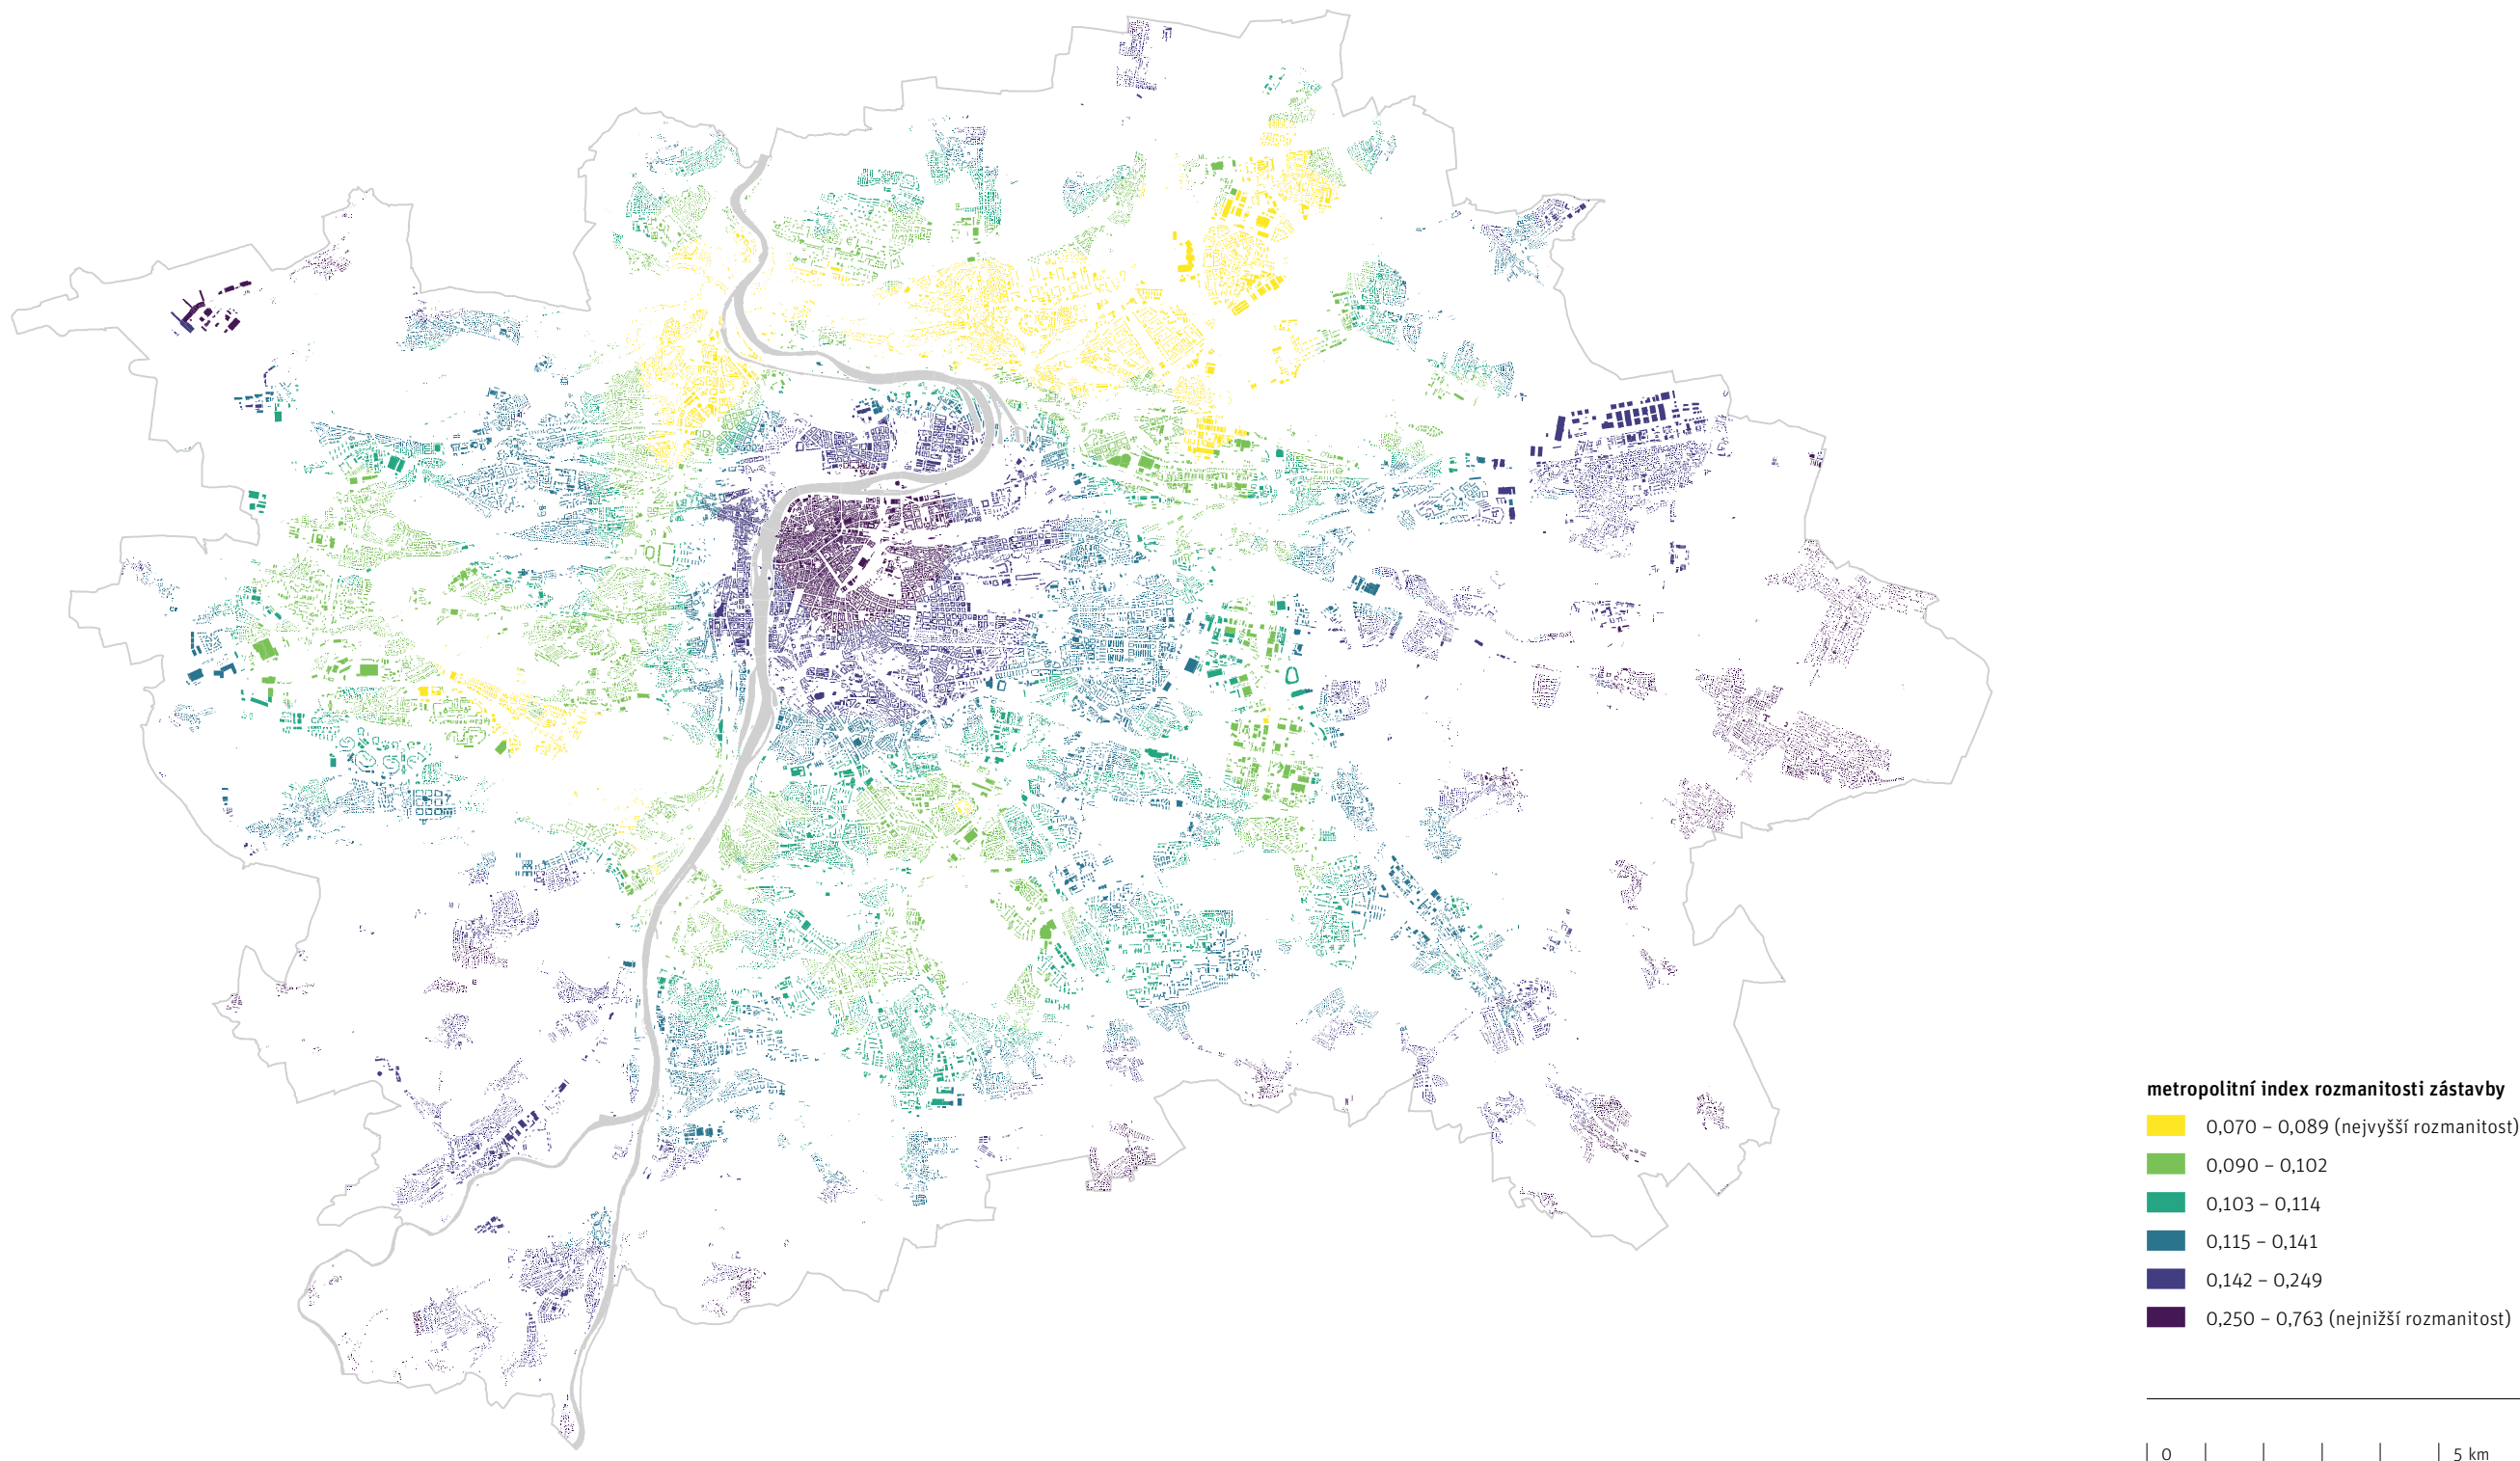 metropolitní index rozmanitosti zástavby
0,070 – 0,089 (nejvyšší rozmanitost)
0,090 – 0,102
0,103 – 0,114
0,115 – 0,141
0,142 – 0,249
0,250 – 0,763 (nejnižší rozmanitost)
0 5 km